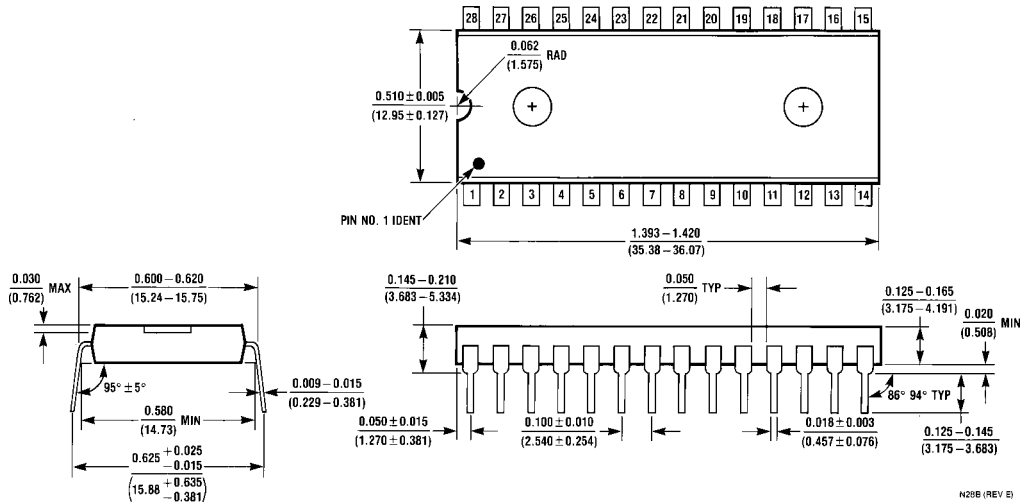 28 27 26 25 24 23 22 21 20 19 18 17 16 15
0.062
(1.575)
RAD
0.510 ± 0.005
(12.95 ± 0.127)
1 2 3 4 5 6 7 8 9 10 11 12 13 14
PIN NO. 1 IDENT
1.393 – 1.420
(35.38 – 36.07)
0.030
(0.762)
MAX
0.600 – 0.620
(15.24 – 15.75)
95° ± 5°
0.009 – 0.015
(0.229 – 0.381)
0.580
(14.73)
MIN
0.625 +0.025
-0.015
(15.88 +0.635
-0.381)
0.145 – 0.210
(3.683 – 5.334)
0.050
(1.270)
TYP
0.125 – 0.165
(3.175 – 4.191)
0.020
(0.508)
MIN
86° 94° TYP
0.050 ± 0.015
(1.270 ± 0.381)
0.100 ± 0.010
(2.540 ± 0.254)
0.018 ± 0.003
(0.457 ± 0.076)
0.125 – 0.145
(3.175 – 3.683)
N28B (REV E)